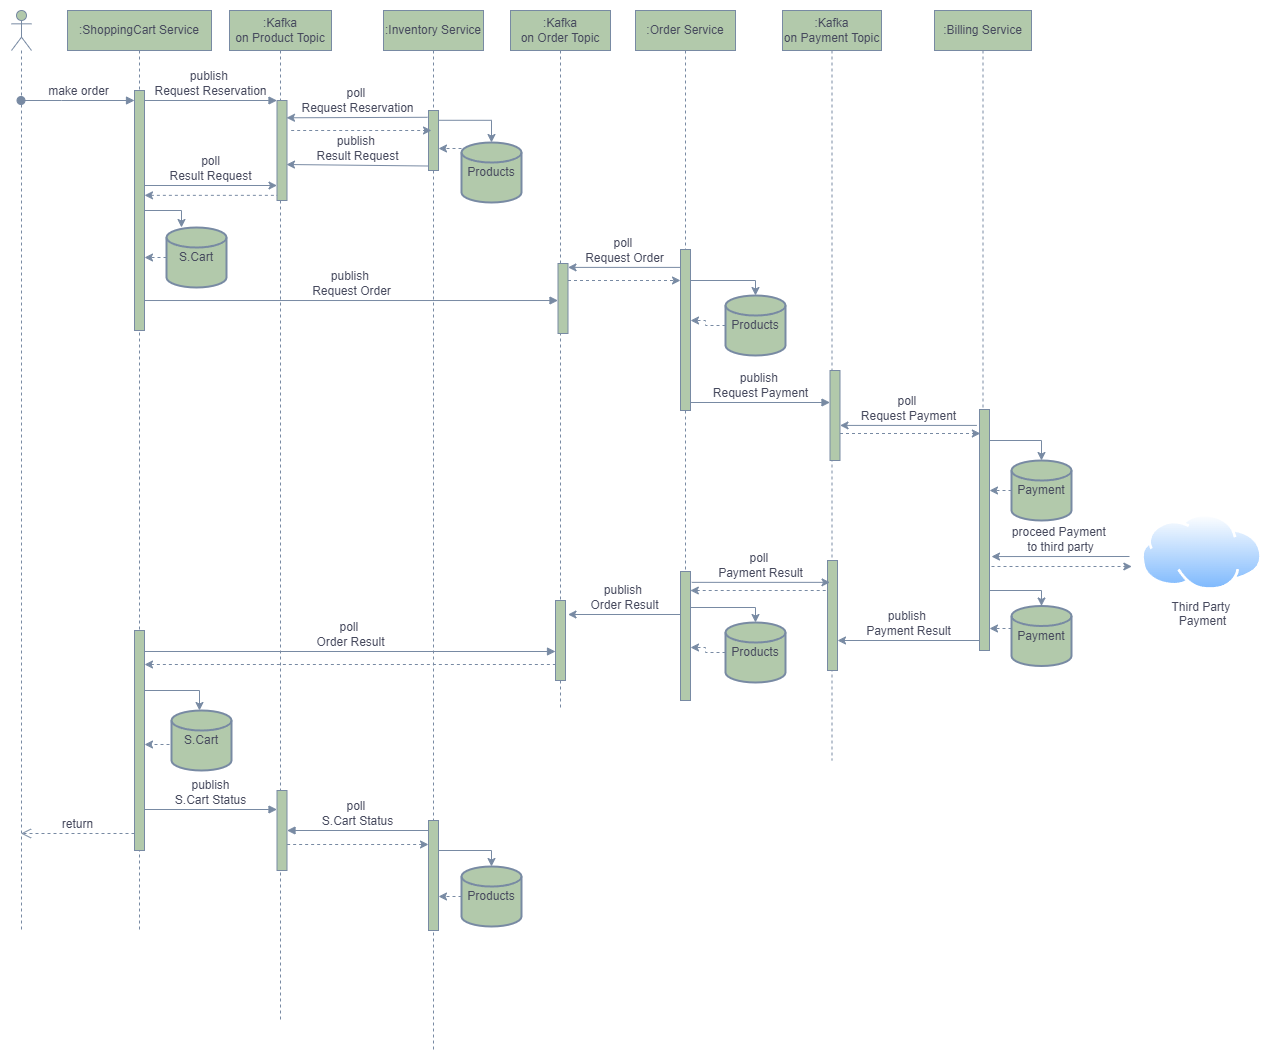 :ShoppingCart Service
:Kafka
on Product Topic
:Inventory Service
:Kafka
on Order Topic
:Order Service
:Kafka
on Payment Topic
:Billing Service
make order
publish
Request Reservation
poll
Request Reservation
publish
Result Request
Products
poll
Result Request
S.Cart
publish
Request Order
poll
Request Order
Products
publish
Request Payment
poll
Request Payment
Payment
proceed Payment
to third party
Third Party
Payment
poll
Payment Result
publish
Order Result
Products
publish
Payment Result
Payment
poll
Order Result
S.Cart
publish
S.Cart Status
poll
S.Cart Status
return
Products